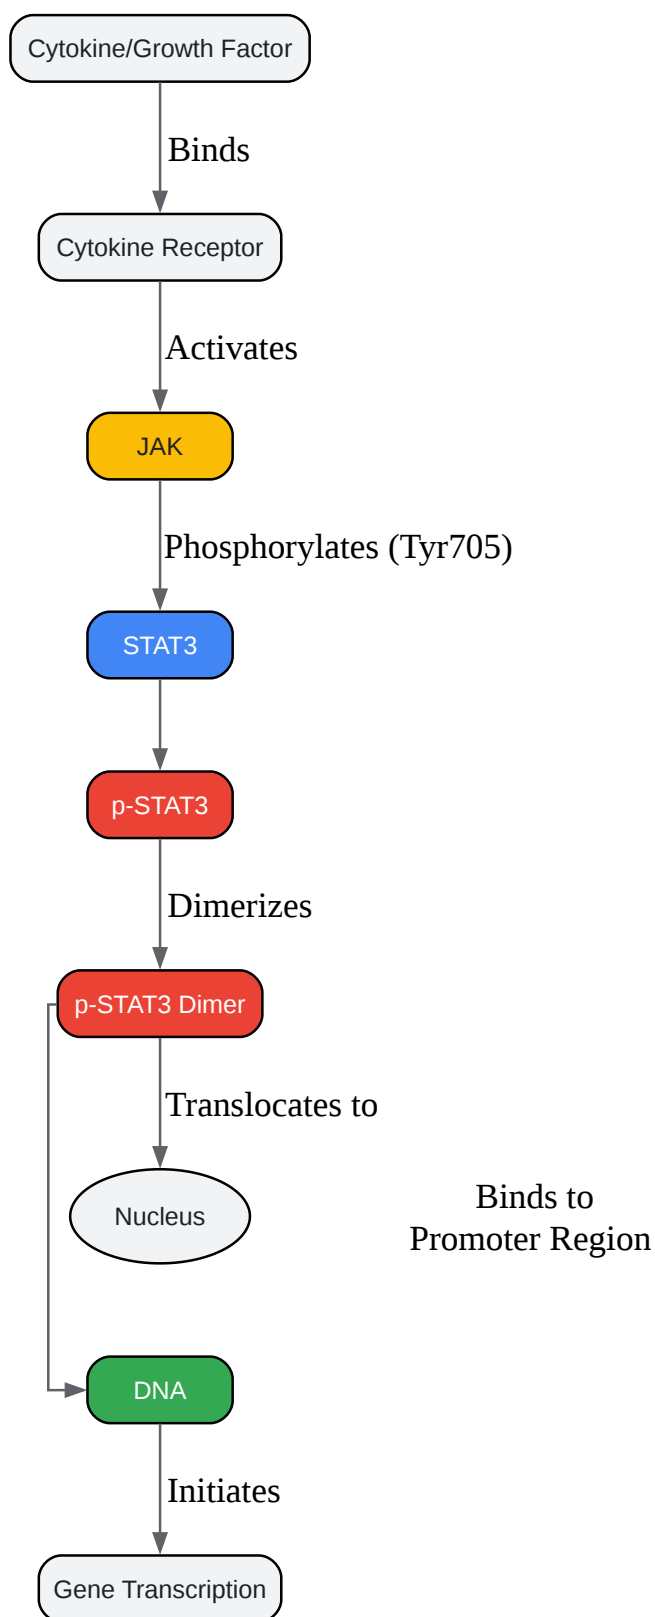 Cytokine/Growth Factor
Binds
Cytokine Receptor
Activates
JAK
Phosphorylates (Tyr705)
STAT3
p-STAT3
Dimerizes
p-STAT3 Dimer
Translocates to
Nucleus
Binds to
Promoter Region
DNA
Initiates
Gene Transcription